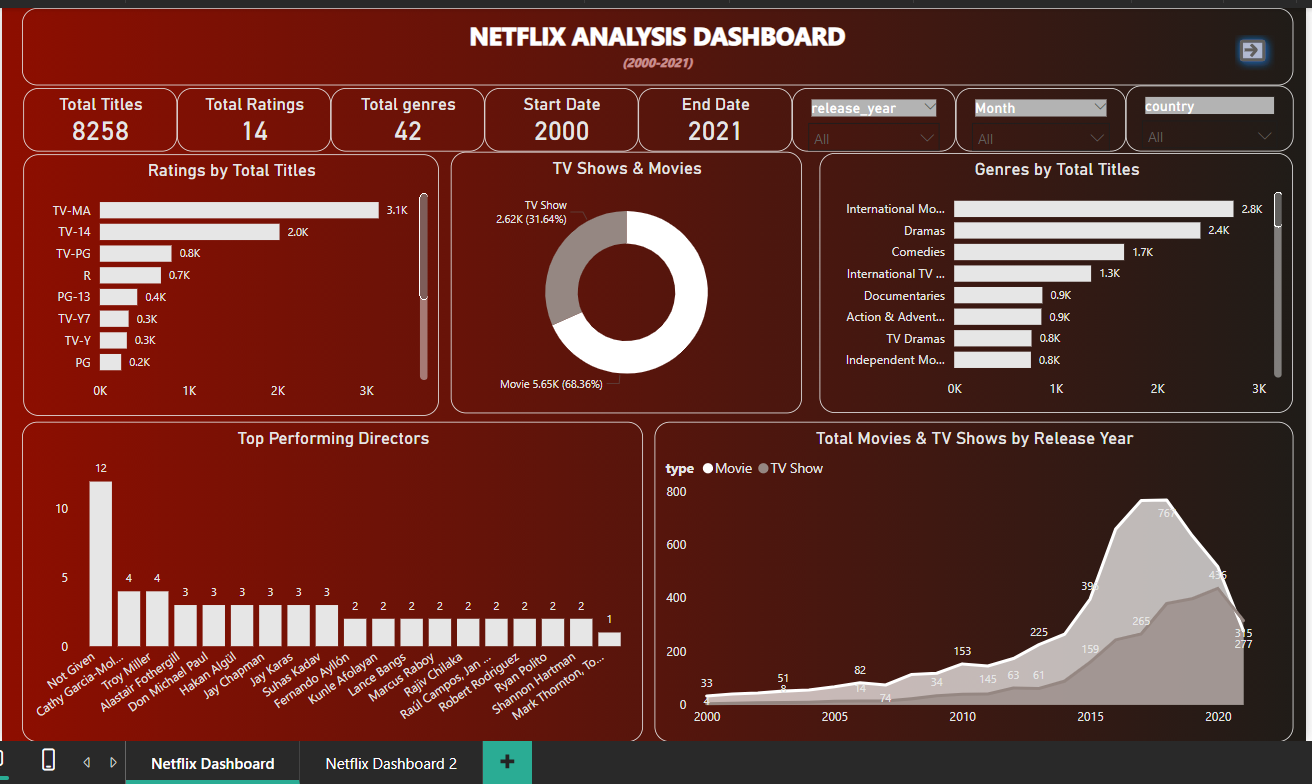 NETFLIX ANALYSIS DASHBOARD
(2000-2021)
Total Titles
8258
Total Ratings
14
Total genres
42
Start Date
2000
End Date
2021
release_year
All
Month
All
country
All
Ratings by Total Titles
TV-MA 3.1K
TV-14 2.0K
TV-PG 0.8K
R 0.7K
PG-13 0.4K
TV-Y7 0.3K
TV-Y 0.3K
PG 0.2K
0K 1K 2K 3K
TV Shows & Movies
TV Show
2.62K (31.64%)
Movie 5.65K (68.36%)
Genres by Total Titles
International Mo... 2.8K
Dramas 2.4K
Comedies 1.7K
International TV ... 1.3K
Documentaries 0.9K
Action & Advent... 0.9K
TV Dramas 0.8K
Independent Mo... 0.8K
0K 1K 2K 3K
Top Performing Directors
12 4 4 3 3 3 3 3 3 2 2 2 2 2 2 2 2 2 1
10
5
0
Not Given
Cathy Garcia-Mol...
Troy Miller
Alastair Fothergill
Don Michael Paul
Hakan Algül
Jay Chapman
Jay Karas
Suhas Kadav
Fernando Ayllón
Kunle Afolayan
Lance Bangs
Marcus Raboy
Rajiv Chilaka
Raúl Campos, Jan ...
Robert Rodriguez
Ryan Polito
Shannon Hartman
Mark Thornton, To...
Total Movies & TV Shows by Release Year
type Movie TV Show
800
600
400
200
0
33
4
51
8
82
14
74
34
153
145
63
225
61
159
265
767
436
315
277
2000 2005 2010 2015 2020
Netflix Dashboard
Netflix Dashboard 2
+